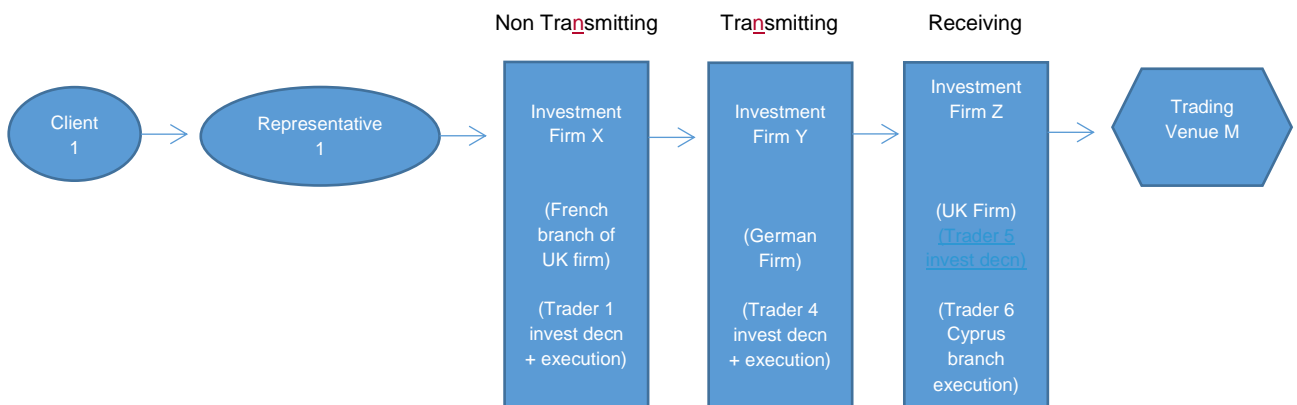 Non Transmitting
Transmitting
Receiving
Client
1
Representative
1
Investment
Firm X
(French
branch of
UK firm)
(Trader 1
invest decn
+ execution)
Investment
Firm Y
(German
Firm)
(Trader 4
invest decn
+ execution)
Investment
Firm Z
(UK Firm)
(Trader 5
invest decn)
(Trader 6
Cyprus
branch
execution)
Trading
Venue M